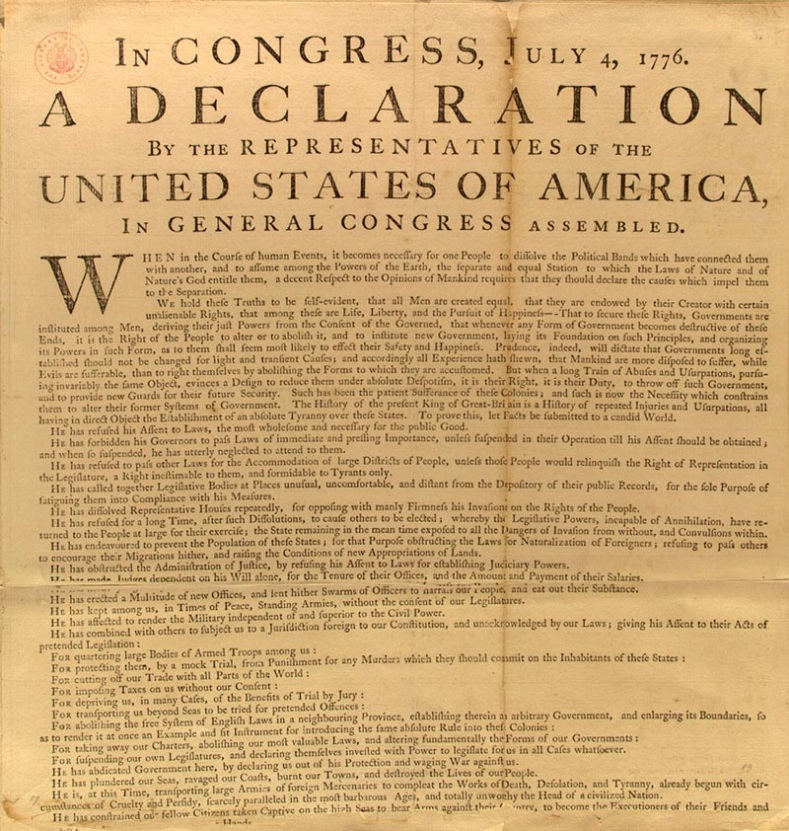 IN CONGRESS, JULY 4, 1776.
A DECLARATION
BY THE REPRESENTATIVES OF THE
UNITED STATES OF AMERICA,
IN GENERAL CONGRESS ASSEMBLED.
WHEN in the Courſe of human Events, it becomes neceſſary for one People to diſſolve the Political Bands which have connected them
with another, and to aſſume among the Powers of the Earth, the ſeparate and equal Station to which the Laws of Nature and of
Nature's God entitle them, a decent Reſpect to the Opinions of Mankind requires that they ſhould declare the cauſes which impel them
to the Separation.
WE hold theſe Truths to be ſelf-evident, that all Men are created equal, that they are endowed by their Creator with certain
unalienable Rights, that among theſe are Life, Liberty, and the Purſuit of Happineſs—-That to ſecure theſe Rights, Governments are
inſtituted among Men, deriving their juſt Powers from the Conſent of the Governed, that whenever any Form of Government becomes deſtructive of theſe
Ends, it is the Right of the People to alter or to aboliſh it, and to inſtitute new Government, laying its Foundation on ſuch Principles, and organizing
its Powers in ſuch Form, as to them ſhall ſeem moſt likely to effect their Safety and Happineſs. Prudence, indeed, will dictate that Governments long eſ-
tabliſhed ſhould not be changed for light and tranſient Cauſes; and accordingly all Experience hath ſhewn, that Mankind are more diſpoſed to ſuffer, while
Evils are ſufferable, than to right themſelves by aboliſhing the Forms to which they are accuſtomed. But when a long Train of Abuſes and Uſurpations, purſu-
ing invariably the ſame Object, evinces a Deſign to reduce them under abſolute Deſpotiſm, it is their Right, it is their Duty, to throw off ſuch Government,
and to provide new Guards for their future Security. Such has been the patient Sufferance of theſe Colonies; and ſuch is now the Neceſſity which conſtrains
them to alter their former Syſtems of Government. The Hiſtory of the preſent King of Great-Britain is a Hiſtory of repeated Injuries and Uſurpations, all
having in direct Object the Eſtabliſhment of an abſolute Tyranny over theſe States. To prove this, let Facts be ſubmitted to a candid World.
HE has refuſed his Aſſent to Laws, the moſt wholeſome and neceſſary for the public Good.
HE has forbidden his Governors to paſs Laws of immediate and preſſing Importance, unleſs ſuſpended in their Operation till his Aſſent ſhould be obtained;
and when ſo ſuſpended, he has utterly neglected to attend to them.
HE has refuſed to paſs other Laws for the Accommodation of large Diſtricts of People, unleſs thoſe People would relinquiſh the Right of Repreſentation in
the Legiſlature, a Right ineſtimable to them, and formidable to Tyrants only.
HE has called together Legiſlative Bodies at Places unuſual, uncomfortable, and diſtant from the Depoſitory of their public Records, for the ſole Purpoſe of
fatiguing them into Compliance with his Meaſures.
HE has diſſolved Repreſentative Houſes repeatedly, for oppoſing with manly Firmneſs his Invaſions on the Rights of the People.
HE has refuſed for a long Time, after ſuch Diſſolutions, to cauſe others to be elected; whereby the Legiſlative Powers, incapable of Annihilation, have re-
turned to the People at large for their exerciſe; the State remaining in the mean time expoſed to all the Dangers of Invaſion from without, and Convulſions within.
HE has endeavoured to prevent the Population of theſe States; for that Purpoſe obſtructing the Laws for Naturalization of Foreigners; refuſing to paſs others
to encourage their Migrations hither, and raiſing the Conditions of new Appropriations of Lands.
HE has obſtructed the Adminiſtration of Juſtice, by refuſing his Aſſent to Laws for eſtabliſhing Judiciary Powers.
HE has made Judges dependent on his Will alone, for the Tenure of their Offices, and the Amount and Payment of their Salaries.
HE has erected a Multitude of new Offices, and ſent hither Swarms of Officers to harraſs our People, and eat out their Subſtance.
HE has kept among us, in Times of Peace, Standing Armies, without the conſent of our Legiſlatures.
HE has affected to render the Military independent of and ſuperior to the Civil Power.
HE has combined with others to ſubject us to a Juriſdiction foreign to our Conſtitution, and unacknowledged by our Laws; giving his Aſſent to their Acts of
pretended Legiſlation:
FOR quartering large Bodies of Armed Troops among us:
FOR protecting them, by a mock Trial, from Puniſhment for any Murders which they ſhould commit on the Inhabitants of theſe States:
FOR cutting off our Trade with all Parts of the World:
FOR impoſing Taxes on us without our Conſent:
FOR depriving us, in many Caſes, of the Benefits of Trial by Jury:
FOR tranſporting us beyond Seas to be tried for pretended Offences:
FOR aboliſhing the free Syſtem of Engliſh Laws in a neighbouring Province, eſtabliſhing therein an arbitrary Government, and enlarging its Boundaries, ſo
as to render it at once an Example and fit Inſtrument for introducing the ſame abſolute Rule into theſe Colonies:
FOR taking away our Charters, aboliſhing our moſt valuable Laws, and altering fundamentally the Forms of our Governments:
FOR ſuſpending our own Legiſlatures, and declaring themſelves inveſted with Power to legiſlate for us in all Caſes whatſoever.
HE has abdicated Government here, by declaring us out of his Protection and waging War againſt us.
HE has plundered our Seas, ravaged our Coaſts, burnt our Towns, and deſtroyed the Lives of our People.
HE is, at this Time, tranſporting large Armies of foreign Mercenaries to compleat the Works of Death, Deſolation, and Tyranny, already begun with cir-
cumſtances of Cruelty and Perfidy, ſcarcely paralleled in the moſt barbarous Ages, and totally unworthy the Head of a civilized Nation.
HE has conſtrained our fellow Citizens taken Captive on the high Seas to bear Arms againſt their Country, to become the Executioners of their Friends and
Hands